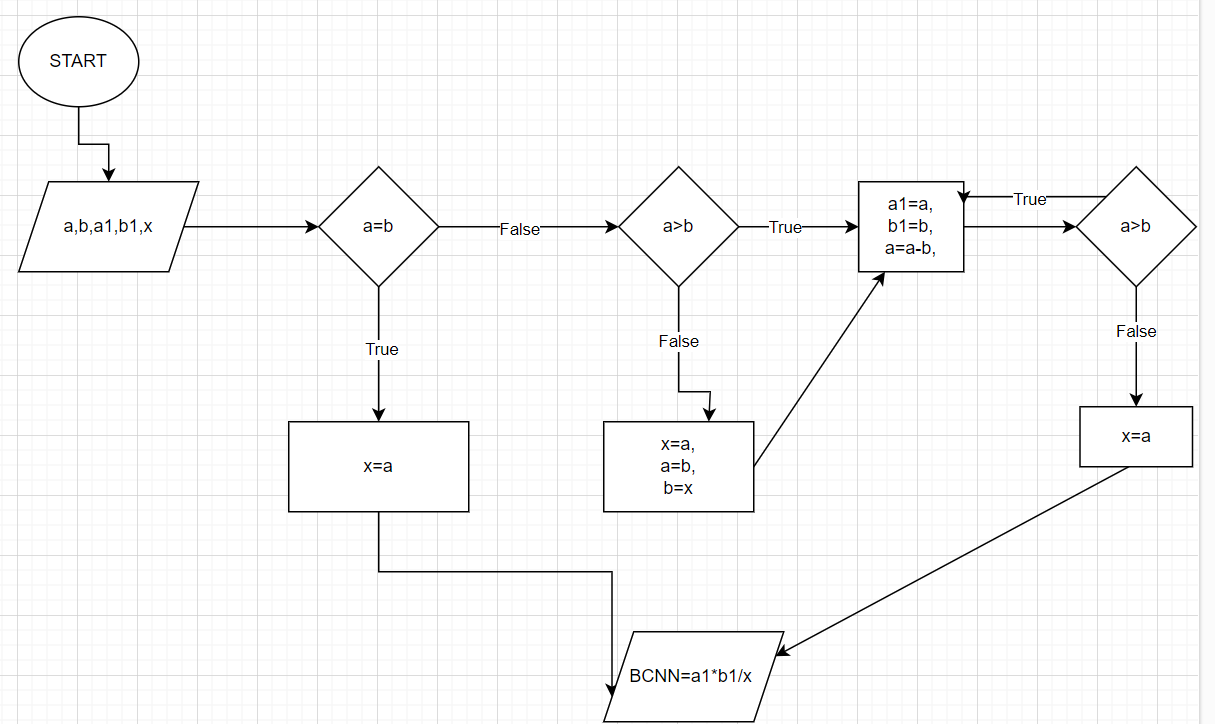 START
a,b,a1,b1,x
a=b
False
a>b
True
a1=a,
b1=b,
a=a-b,
True
a>b
True
False
False
x=a
x=a,
a=b,
b=x
x=a
BCNN=a1*b1/x